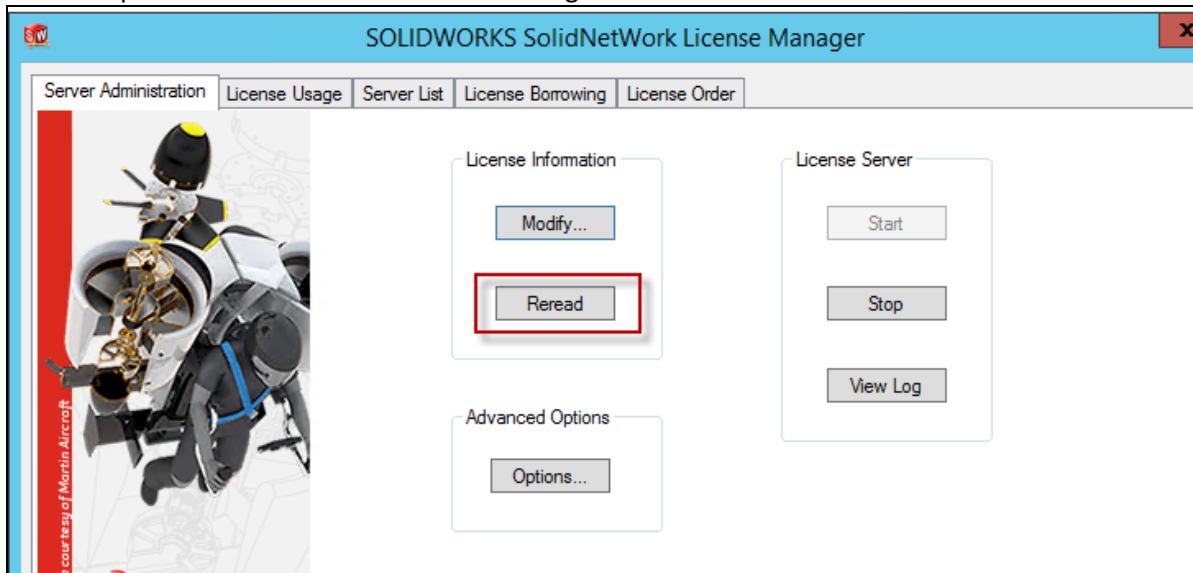 SOLIDWORKS SolidNetWork License Manager
x
Server Administration License Usage Server List License Borrowing License Order
License Information
Modify...
Reread
Advanced Options
Options...
License Server
Start
Stop
View Log
courtesy of Martin Aircraft